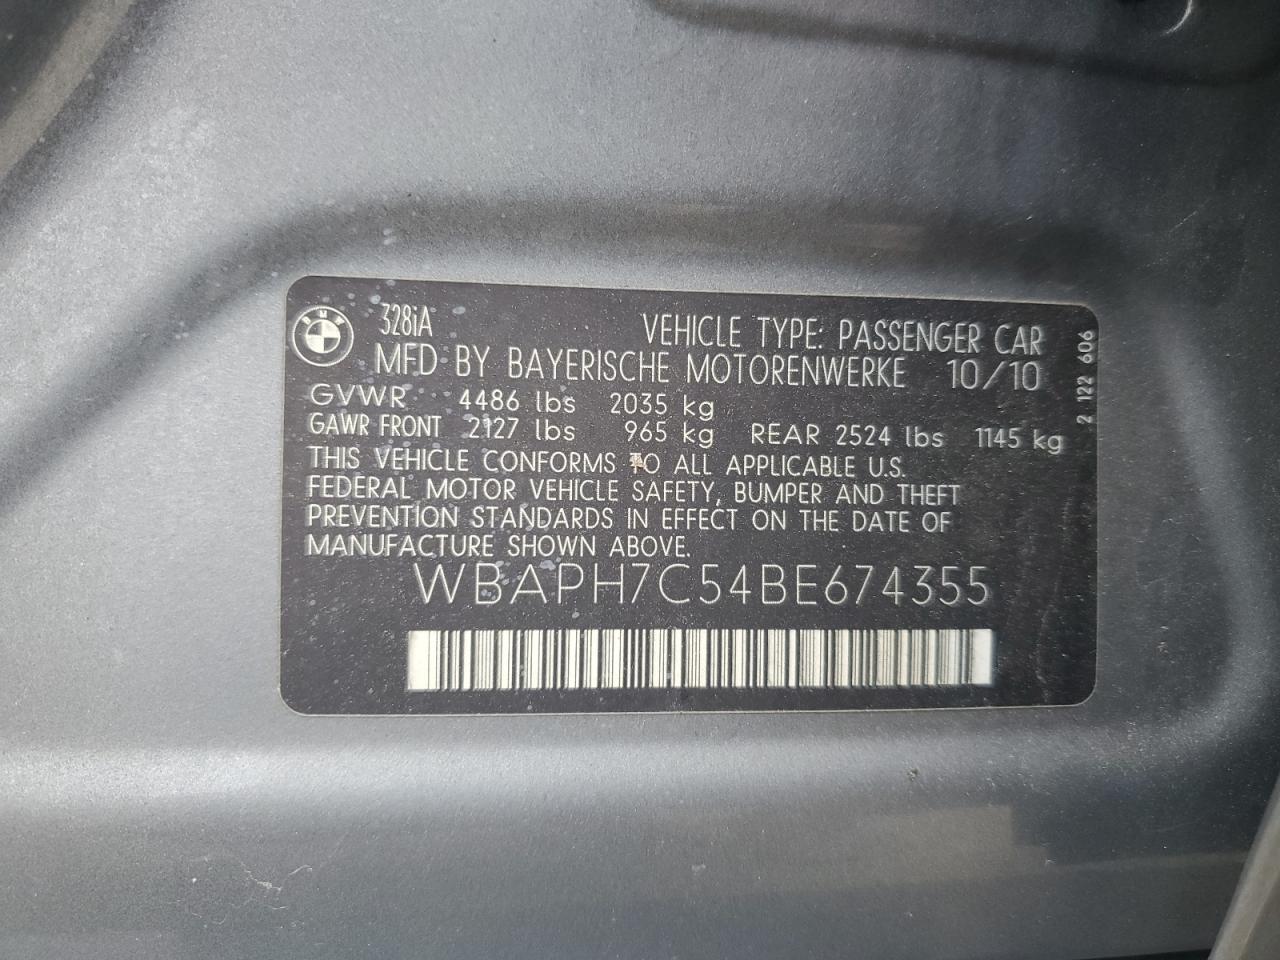 BMW
328iA
VEHICLE TYPE: PASSENGER CAR
MFD BY BAYERISCHE MOTORENWERKE 10/10
GVWR 4486 lbs 2035 kg
GAWR FRONT 2127 lbs 965 kg REAR 2524 lbs 1145 kg
THIS VEHICLE CONFORMS TO ALL APPLICABLE U.S.
FEDERAL MOTOR VEHICLE SAFETY, BUMPER AND THEFT
PREVENTION STANDARDS IN EFFECT ON THE DATE OF
MANUFACTURE SHOWN ABOVE.
WBAPH7C54BE674355
2 122 606